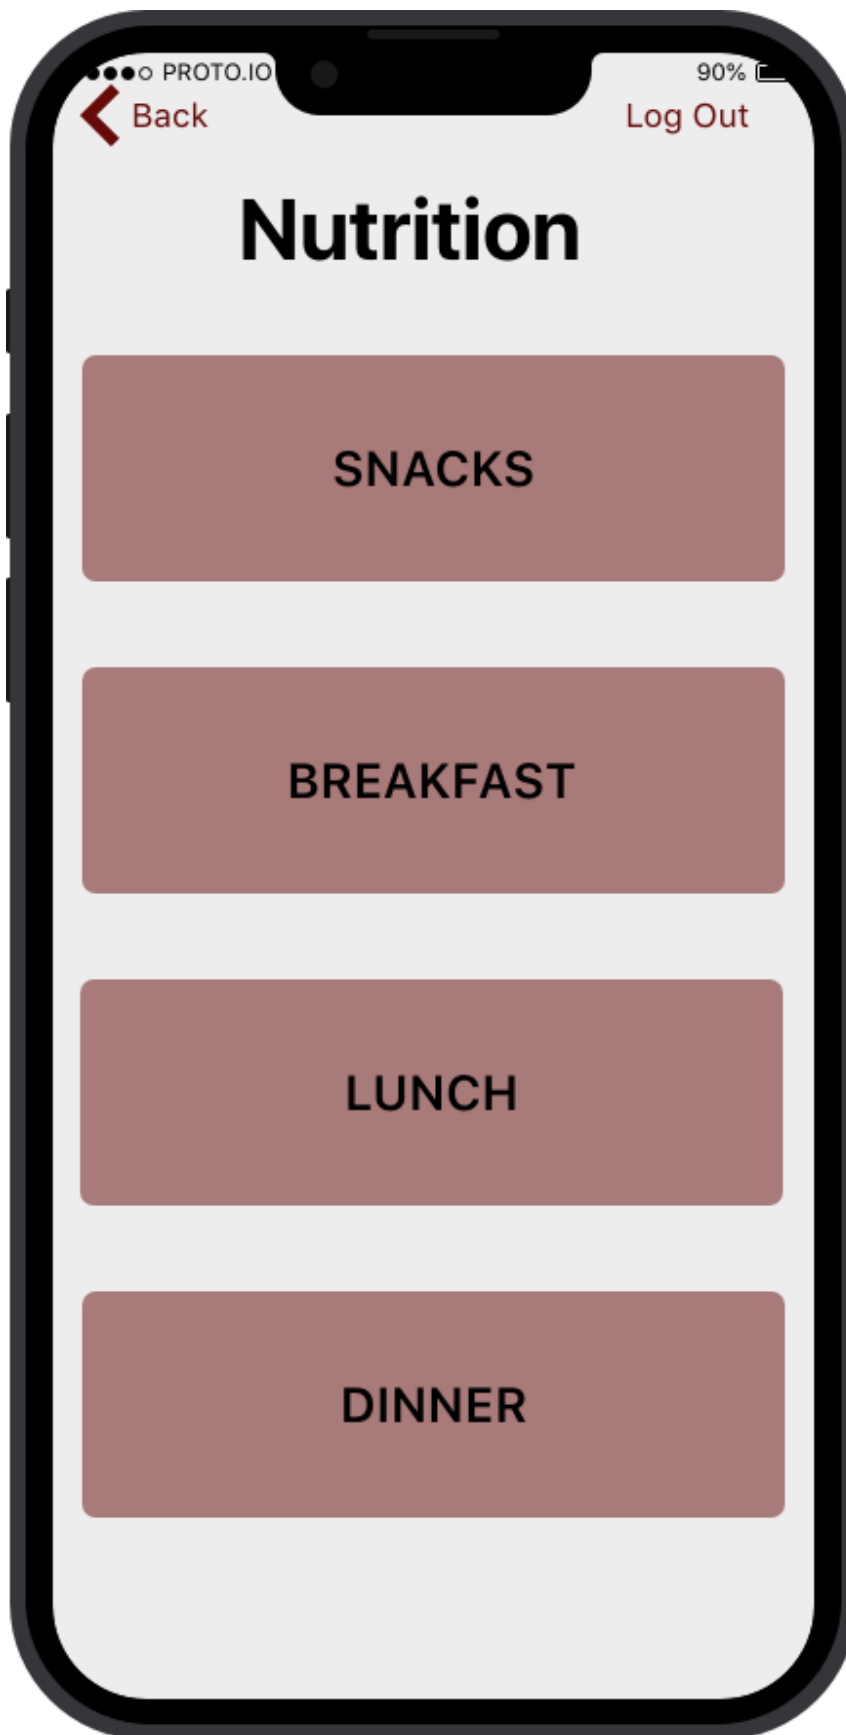 PROTO.IO 90%
Back Log Out
Nutrition
SNACKS
BREAKFAST
LUNCH
DINNER